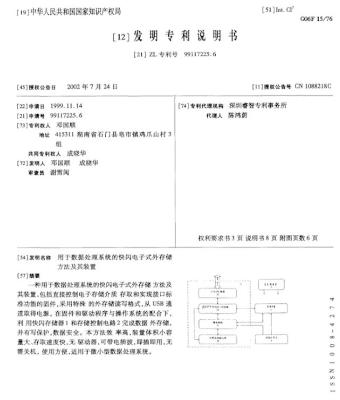 [19]中华人民共和国国家知识产权局
[51]Int. Cl⁷
G06F 15/76
[12] 发明专利说明书
[21] ZL 专利号 99117225.6
[45]授权公告日 2002 年 7 月 24 日
[11]授权公告号 CN 1088218C
[22]申请日 1999.11.14
[21]申请号 99117225.6
[73]专利权人 邓国顺
地址 415311 湖南省石门县皂市镇鸡爪山村 3
组
共同专利权人 成晓华
[72]发明人 邓国顺 成晓华
审查员 谢雪闽
[74]专利代理机构 深圳睿智专利事务所
代理人 陈鸿荫
权利要求书 3 页 说明书 8 页 附图页数 6 页
[54]发明名称 用于数据处理系统的快闪电子式外存储
方法及其装置
[57]摘要
一种用于数据处理系统的快闪电子式外存储 方法及
其装置,包括直接控制电子存储介质 存取和实现接口标
准功能的固件,采用特殊 的外存储读写格式,从 USB 通
道取得电源。在固件和驱动程序与操作系统的配合下,
利 用快闪存储器 1 和存储控制电路 2 完成数据 外存储,
并有写保护,数据安全。本方法效 率高,装置体积小容
量大,存取速度快,无 驱动器,可带电插拔,即插即用,无
需关机,使用方便,适用于微小型数据处理系统。
ISSN1008-4274